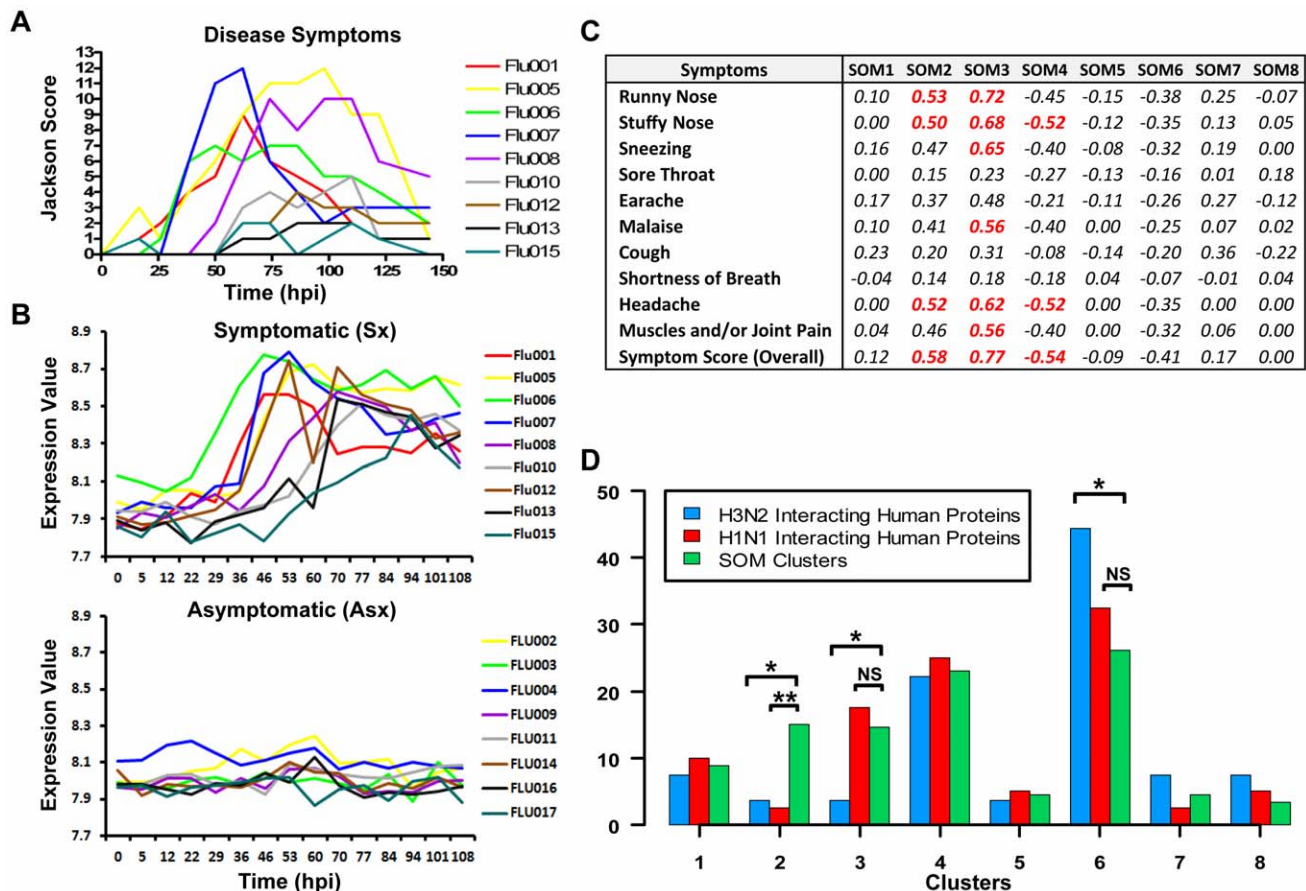 A
Disease Symptoms
Jackson Score
13
12
11
10
9
8
7
6
5
4
3
2
1
0
0 25 50 75 100 125 150
Time (hpi)
Flu001
Flu005
Flu006
Flu007
Flu008
Flu010
Flu012
Flu013
Flu015
B
Symptomatic (Sx)
Expression Value
8.9
8.7
8.5
8.3
8.1
7.9
7.7
0 5 12 22 29 36 46 53 60 70 77 84 94 101 108
Flu001
Flu005
Flu006
Flu007
Flu008
Flu010
Flu012
Flu013
Flu015
Asymptomatic (Asx)
Expression Value
8.9
8.7
8.5
8.3
8.1
7.9
7.7
0 5 12 22 29 36 46 53 60 70 77 84 94 101 108
Time (hpi)
FLU002
FLU003
FLU004
FLU009
FLU011
FLU014
FLU016
FLU017
C
Symptoms SOM1 SOM2 SOM3 SOM4 SOM5 SOM6 SOM7 SOM8
Runny Nose 0.10 0.53 0.72 -0.45 -0.15 -0.38 0.25 -0.07
Stuffy Nose 0.00 0.50 0.68 -0.52 -0.12 -0.35 0.13 0.05
Sneezing 0.16 0.47 0.65 -0.40 -0.08 -0.32 0.19 0.00
Sore Throat 0.00 0.15 0.23 -0.27 -0.13 -0.16 0.01 0.18
Earache 0.17 0.37 0.48 -0.21 -0.11 -0.26 0.27 -0.12
Malaise 0.10 0.41 0.56 -0.40 0.00 -0.25 0.07 0.02
Cough 0.23 0.20 0.31 -0.08 -0.14 -0.20 0.36 -0.22
Shortness of Breath -0.04 0.14 0.18 -0.18 0.04 -0.07 -0.01 0.04
Headache 0.00 0.52 0.62 -0.52 0.00 -0.35 0.00 0.00
Muscles and/or Joint Pain 0.04 0.46 0.56 -0.40 0.00 -0.32 0.06 0.00
Symptom Score (Overall) 0.12 0.58 0.77 -0.54 -0.09 -0.41 0.17 0.00
D
50
40
30
20
10
0
H3N2 Interacting Human Proteins
H1N1 Interacting Human Proteins
SOM Clusters
*
**
*
NS
*
NS
1 2 3 4 5 6 7 8
Clusters